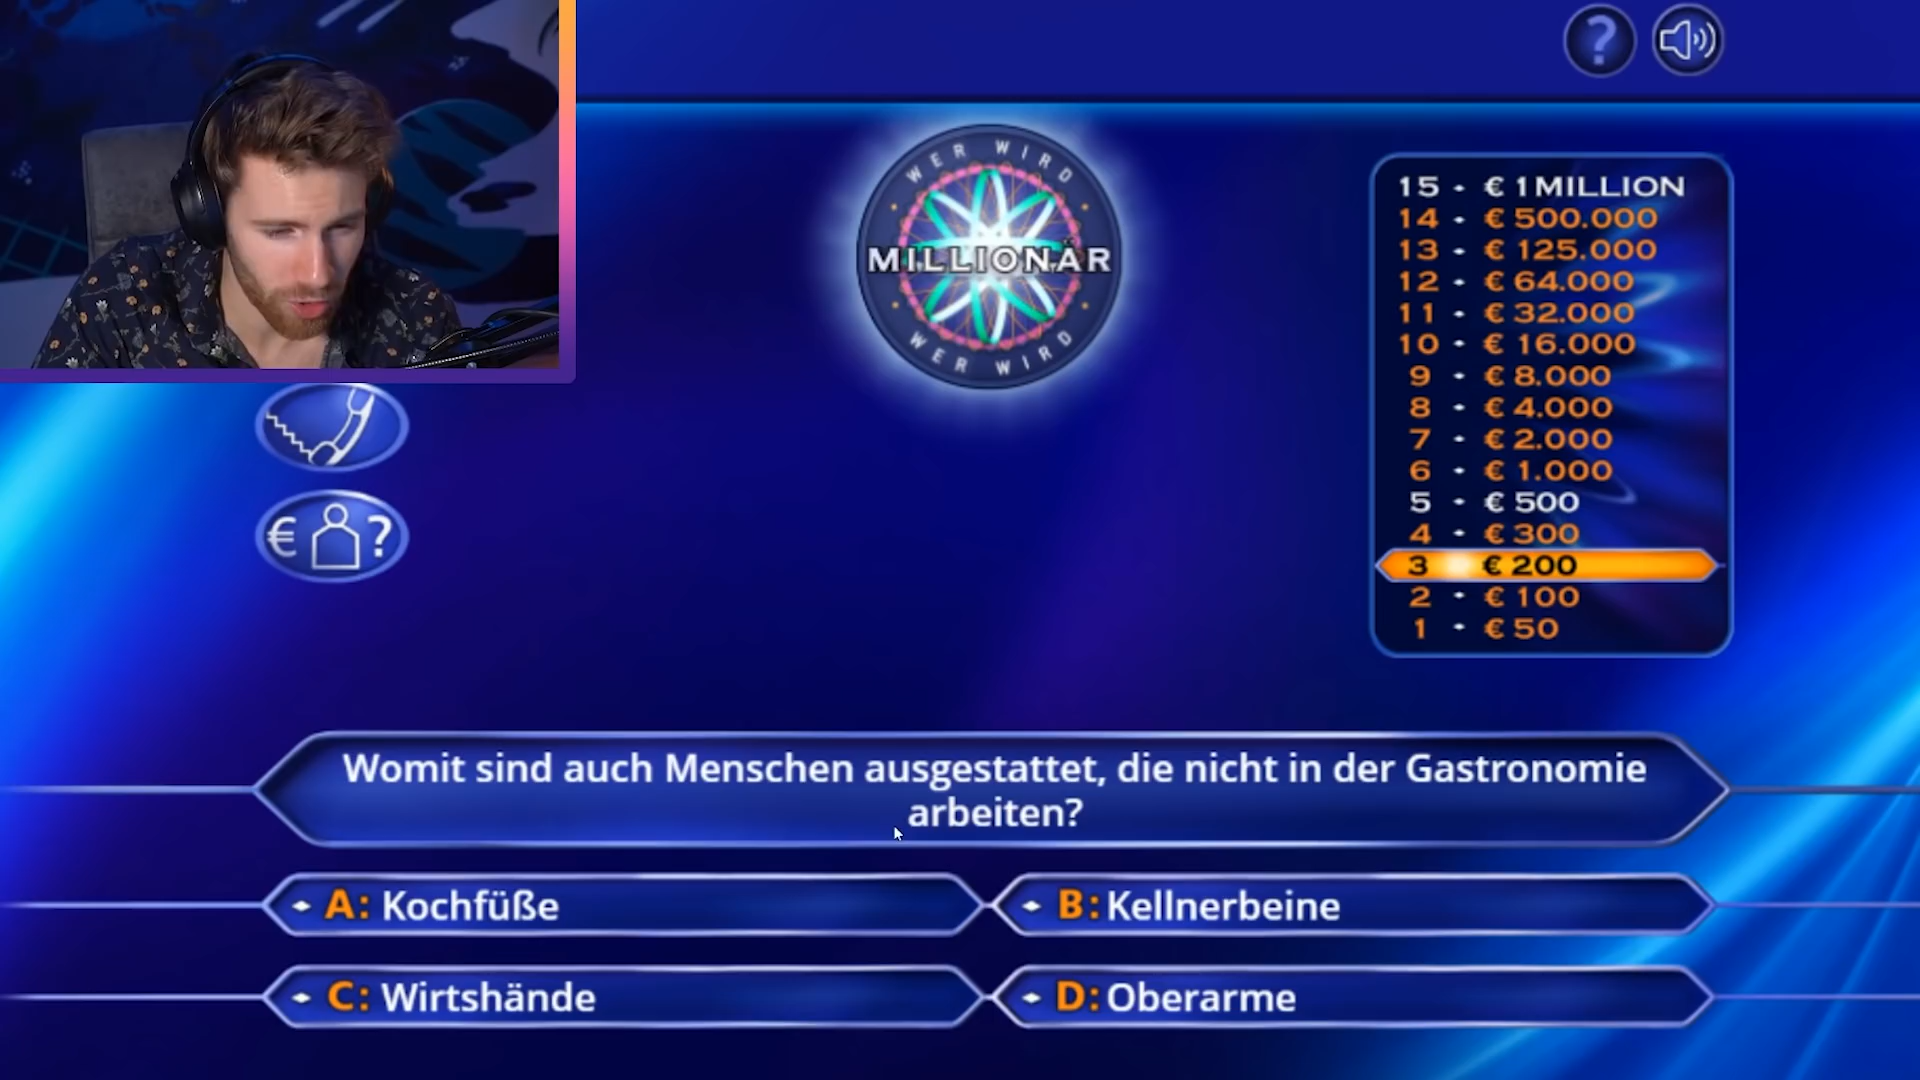 ?
WER WIRD
MILLIONÄR
WER WIRD
15 · € 1 MILLION
14 · € 500.000
13 · € 125.000
12 · € 64.000
11 · € 32.000
10 · € 16.000
9 · € 8.000
8 · € 4.000
7 · € 2.000
6 · € 1.000
5 · € 500
4 · € 300
3 € 200
2 · € 100
1 · € 50
€ ?
Womit sind auch Menschen ausgestattet, die nicht in der Gastronomie
arbeiten?
A: Kochfüße
B: Kellnerbeine
C: Wirtshände
D: Oberarme